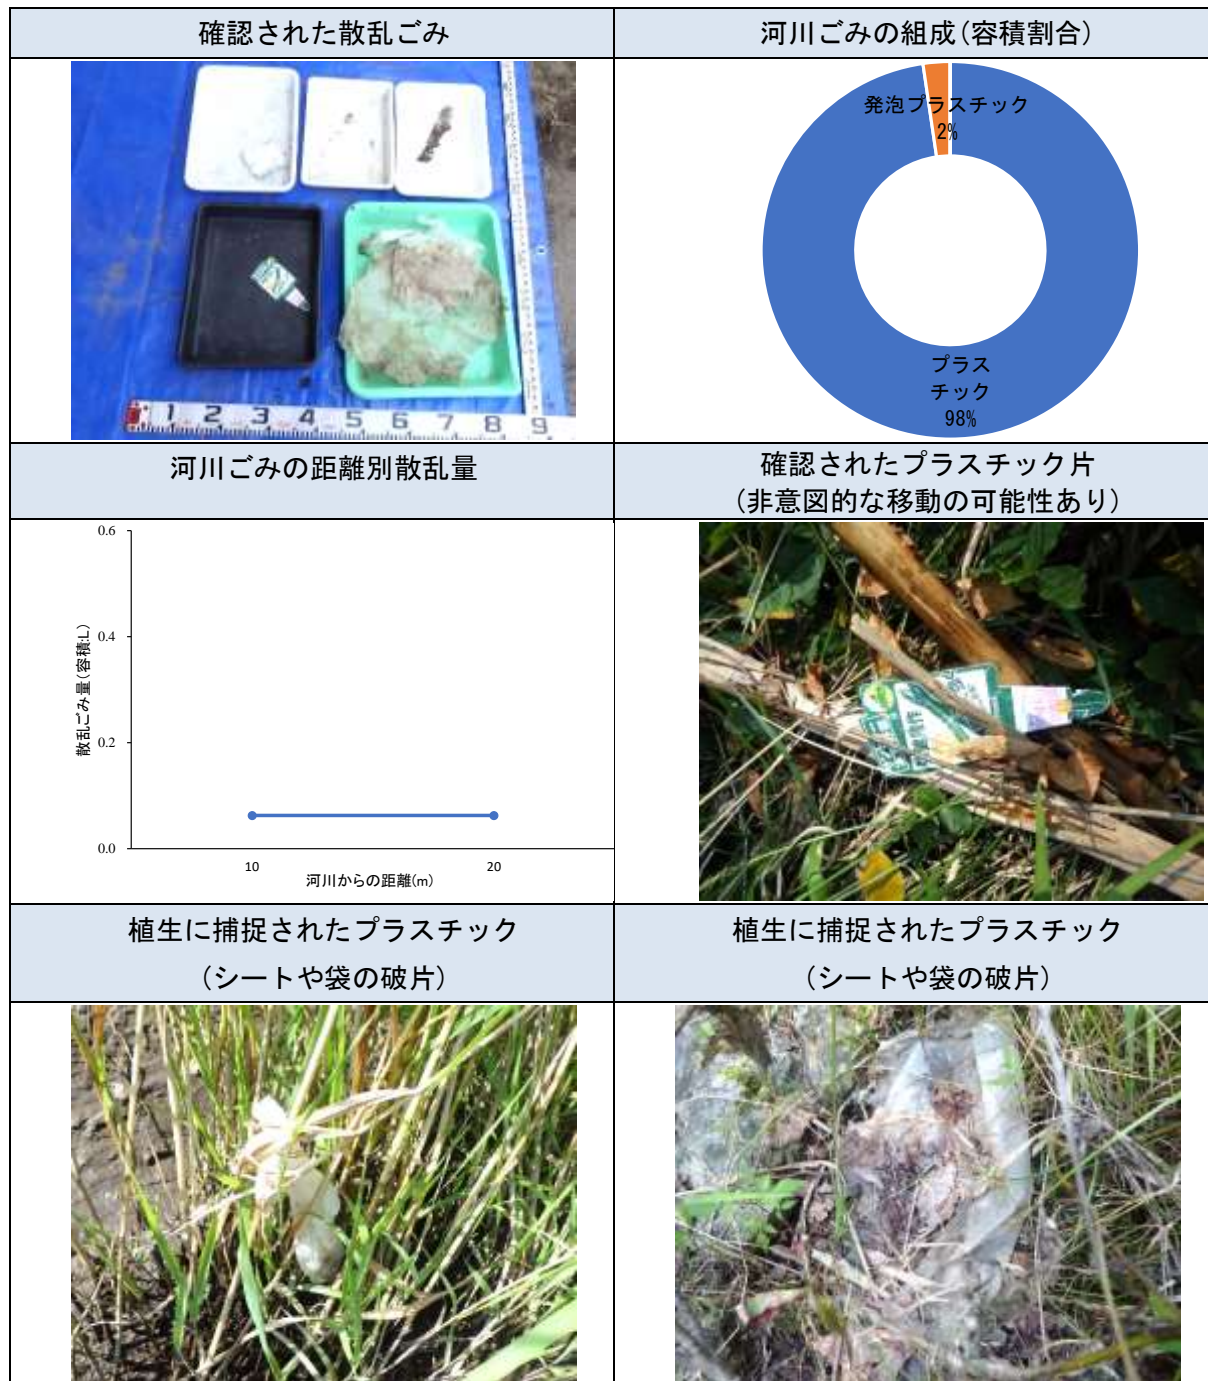 確認された散乱ごみ
河川ごみの組成(容積割合)
1 2 3 4 5 6 7 8 9
発泡プラスチック
2%
プラス
チック
98%
河川ごみの距離別散乱量
確認されたプラスチック片
(非意図的な移動の可能性あり)
0.6
0.4
0.2
0.0
散乱ごみ量(容積:L)
10
20
河川からの距離(m)
植生に捕捉されたプラスチック
(シートや袋の破片)
植生に捕捉されたプラスチック
(シートや袋の破片)